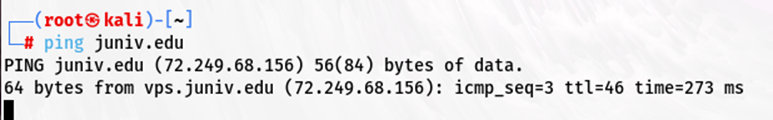 (root㉿kali)-[~]
# ping juniv.edu
PING juniv.edu (72.249.68.156) 56(84) bytes of data.
64 bytes from vps.juniv.edu (72.249.68.156): icmp_seq=3 ttl=46 time=273 ms